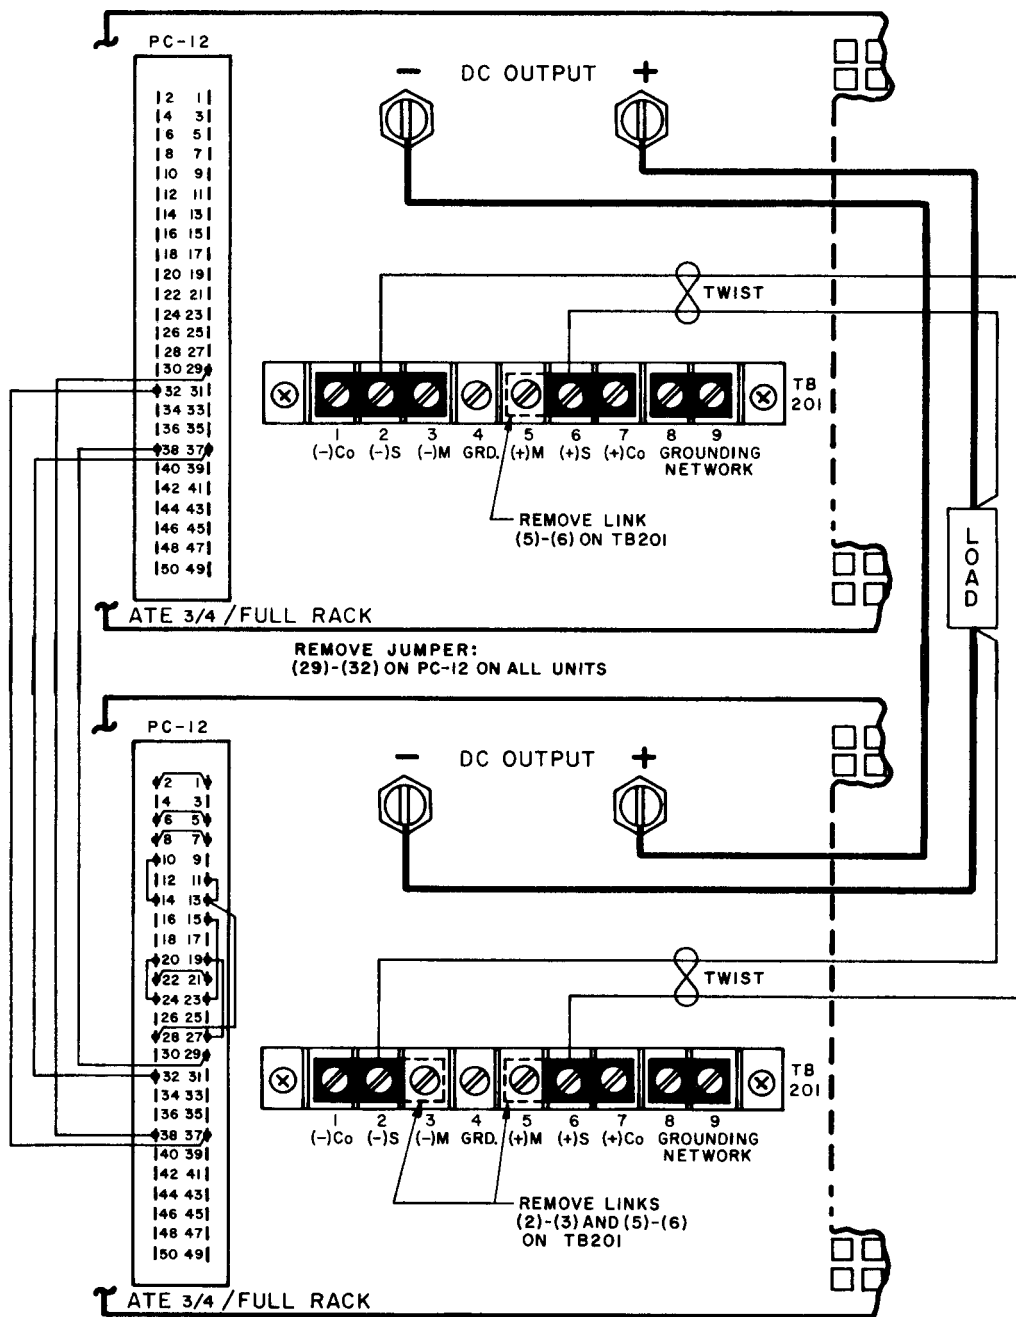 PC-12
− DC OUTPUT +
2 1
4 3
6 5
8 7
10 9
12 11
14 13
16 15
18 17
20 19
22 21
24 23
26 25
28 27
30 29
32 31
34 33
36 35
38 37
40 39
42 41
44 43
46 45
48 47
50 49
TWIST
TB
201
1 2 3 4 5 6 7 8 9
(-)Co (-)S (-)M GRD. (+)M (+)S (+)Co GROUNDING
NETWORK
REMOVE LINK
(5)-(6) ON TB201
LOAD
ATE 3/4 /FULL RACK
REMOVE JUMPER:
(29)-(32) ON PC-12 ON ALL UNITS
PC-12
− DC OUTPUT +
2 1
4 3
6 5
8 7
10 9
12 11
14 13
16 15
18 17
20 19
22 21
24 23
26 25
28 27
30 29
32 31
34 33
36 35
38 37
40 39
42 41
44 43
46 45
48 47
50 49
TWIST
TB
201
1 2 3 4 5 6 7 8 9
(-)Co (-)S (-)M GRD. (+)M (+)S (+)Co GROUNDING
NETWORK
REMOVE LINKS
(2)-(3) AND (5)-(6)
ON TB201
ATE 3/4 /FULL RACK